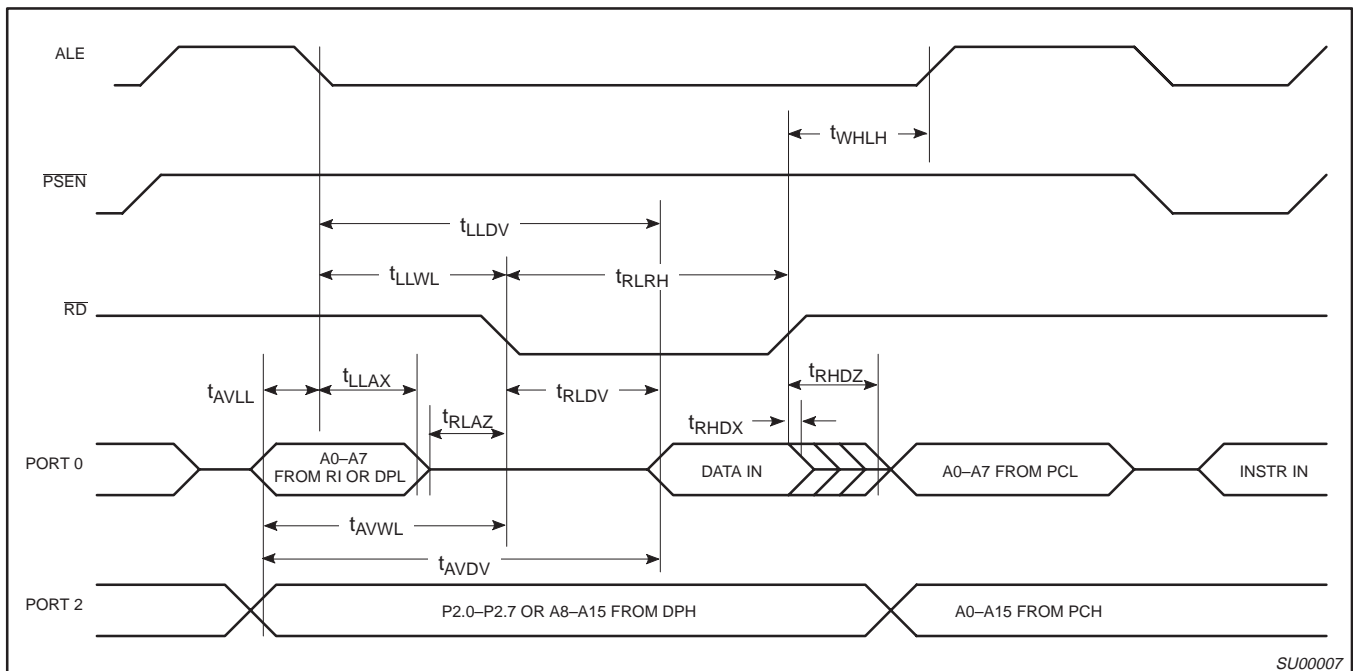 ALE
tWHLH
PSEN
tLLDV
tLLWL
tRLRH
RD
tAVLL
tLLAX
tRLDV
tRHDZ
tRLAZ
tRHDX
PORT 0
A0–A7
FROM RI OR DPL
DATA IN
A0–A7 FROM PCL
INSTR IN
tAVWL
tAVDV
PORT 2
P2.0–P2.7 OR A8–A15 FROM DPH
A0–A15 FROM PCH
SU00007